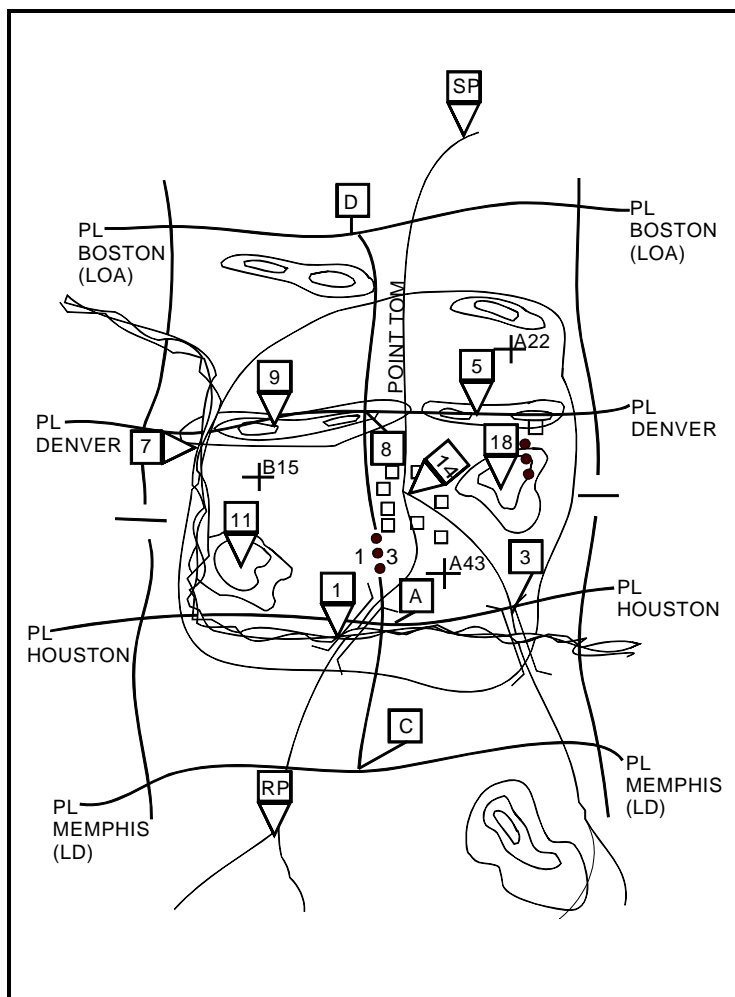 SP
D
PL
BOSTON
(LOA)
PL
BOSTON
(LOA)
POINT TOM
A22
9
5
PL
DENVER
PL
DENVER
7
8
14
18
B15
11
1 3
A43
3
1
A
PL
HOUSTON
PL
HOUSTON
C
RP
PL
MEMPHIS
(LD)
PL
MEMPHIS
(LD)